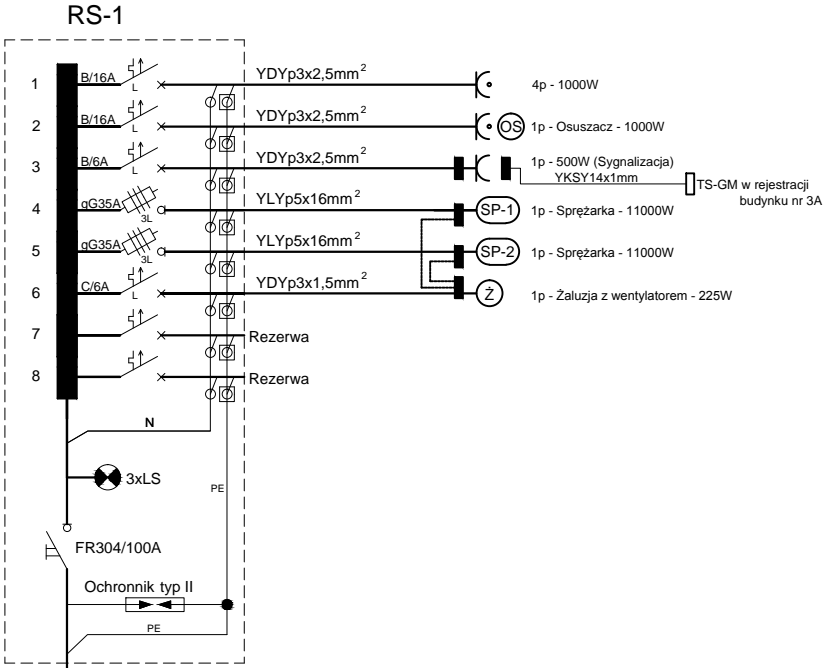 RS-1
1 B/16A L YDYp3x2,5mm² 4p - 1000W
2 B/16A L YDYp3x2,5mm² OS 1p - Osuszacz - 1000W
3 B/6A L YDYp3x2,5mm² 1p - 500W (Sygnalizacja)
YKSY14x1mm
TS-GM w rejestracji
budynku nr 3A
4 gG35A 3L YLYp5x16mm² SP-1 1p - Sprężarka - 11000W
5 gG35A 3L YLYp5x16mm² SP-2 1p - Sprężarka - 11000W
6 C/6A L YDYp3x1,5mm² Ż 1p - Żaluzja z wentylatorem - 225W
7 Rezerwa
8 Rezerwa
N
3xLS
PE
FR304/100A
Ochronnik typ II
PE